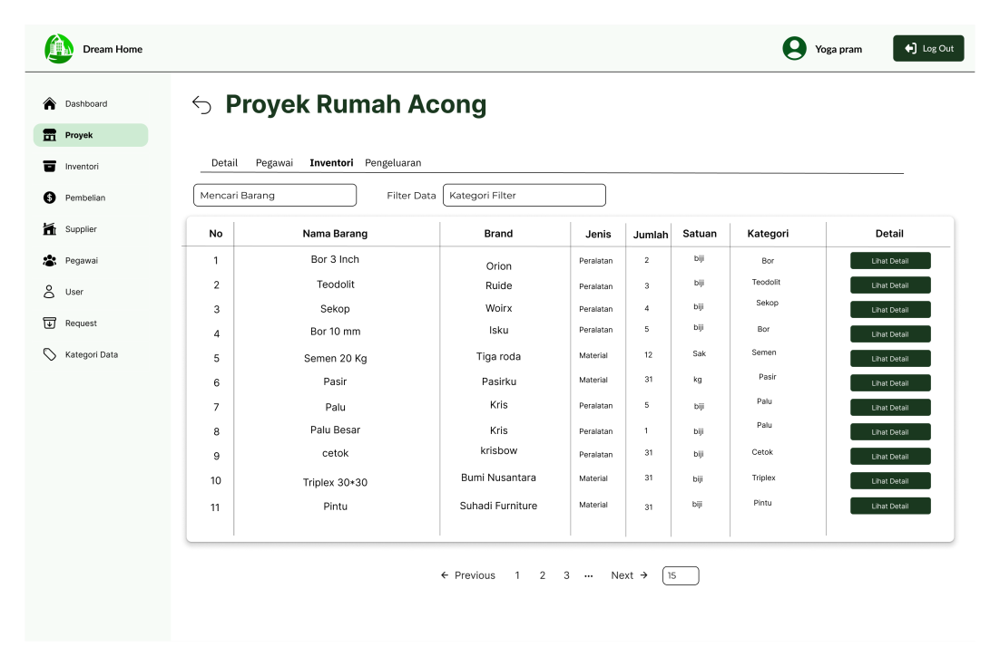 Dream Home
Yoga pram
Log Out
Dashboard
Proyek
Inventori
Pembelian
Supplier
Pegawai
User
Request
Kategori Data
Proyek Rumah Acong
Detail Pegawai Inventori Pengeluaran
Mencari Barang Filter Data Kategori Filter
No Nama Barang Brand Jenis Jumlah Satuan Kategori Detail
1 Bor 3 Inch Orion Peralatan 2 biji Bor Lihat Detail
2 Teodolit Ruide Peralatan 3 biji Teodolit Lihat Detail
3 Sekop Woirx Peralatan 4 biji Sekop Lihat Detail
4 Bor 10 mm Isku Peralatan 5 biji Bor Lihat Detail
5 Semen 20 Kg Tiga roda Material 12 Sak Semen Lihat Detail
6 Pasir Pasirku Material 31 kg Pasir Lihat Detail
7 Palu Kris Peralatan 5 biji Palu Lihat Detail
8 Palu Besar Kris Peralatan 1 biji Palu Lihat Detail
9 cetok krisbow Peralatan 31 biji Cetok Lihat Detail
10 Triplex 30*30 Bumi Nusantara Material 31 biji Triplex Lihat Detail
11 Pintu Suhadi Furniture Material 31 biji Pintu Lihat Detail
← Previous 1 2 3 ••• Next → 15